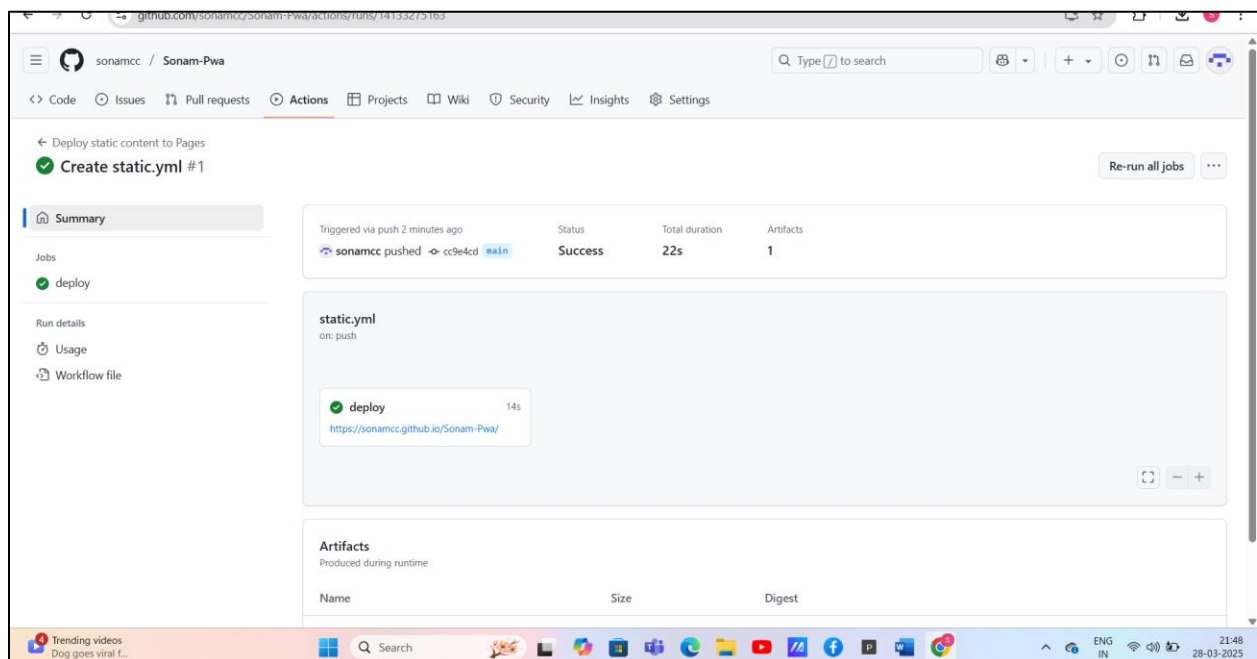 github.com/sonamcc/Sonam-Pwa/actions/runs/14133275163
sonamcc / Sonam-Pwa
Type / to search
<> Code Issues Pull requests Actions Projects Wiki Security Insights Settings
← Deploy static content to Pages
Create static.yml #1
Re-run all jobs ...
Summary
Jobs
deploy
Run details
Usage
Workflow file
Triggered via push 2 minutes ago Status Total duration Artifacts
sonamcc pushed cc9e4cd main Success 22s 1
static.yml
on: push
deploy 14s
https://sonamcc.github.io/Sonam-Pwa/
Artifacts
Produced during runtime
Name Size Digest
4 Trending videos
Dog goes viral f...
Search
ENG
IN
21:48
28-03-2025